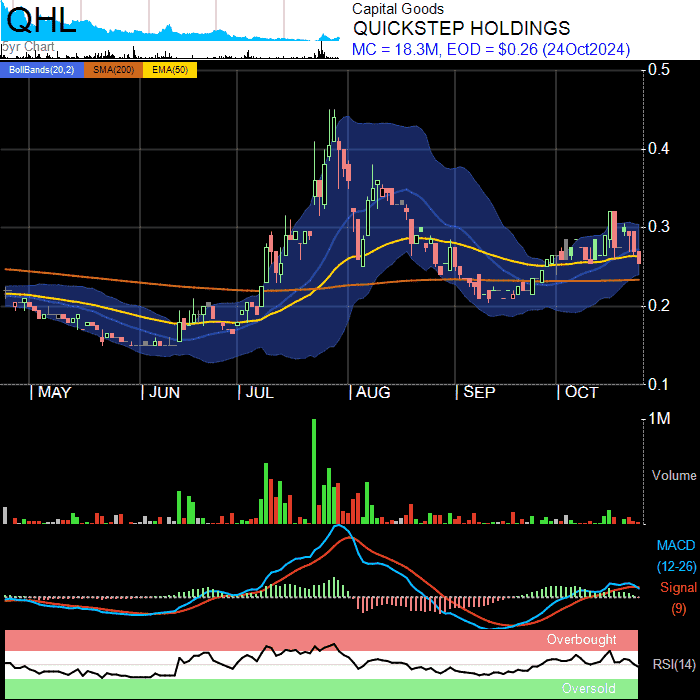 QHL
Capital Goods
QUICKSTEP HOLDINGS
MC = 18.3M, EOD = $0.26 (24Oct2024)
5yr Chart
BollBands(20,2) SMA(200) EMA(50)
0.5
0.4
0.3
0.2
0.1
MAY JUN JUL AUG SEP OCT
1M
Volume
MACD
(12-26)
Signal
(9)
Overbought
RSI(14)
Oversold